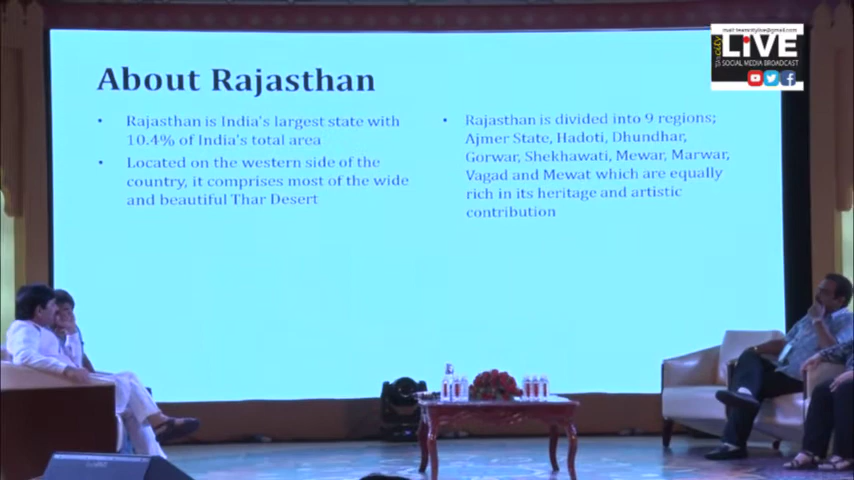 About Rajasthan
• Rajasthan is India's largest state with
10.4% of India's total area
• Located on the western side of the
country, it comprises most of the wide
and beautiful Thar Desert
• Rajasthan is divided into 9 regions;
Ajmer State, Hadoti, Dhundhar,
Gorwar, Shekhawati, Mewar, Marwar,
Vagad and Mewat which are equally
rich in its heritage and artistic
contribution
LIVE
SOCIAL MEDIA BROADCAST